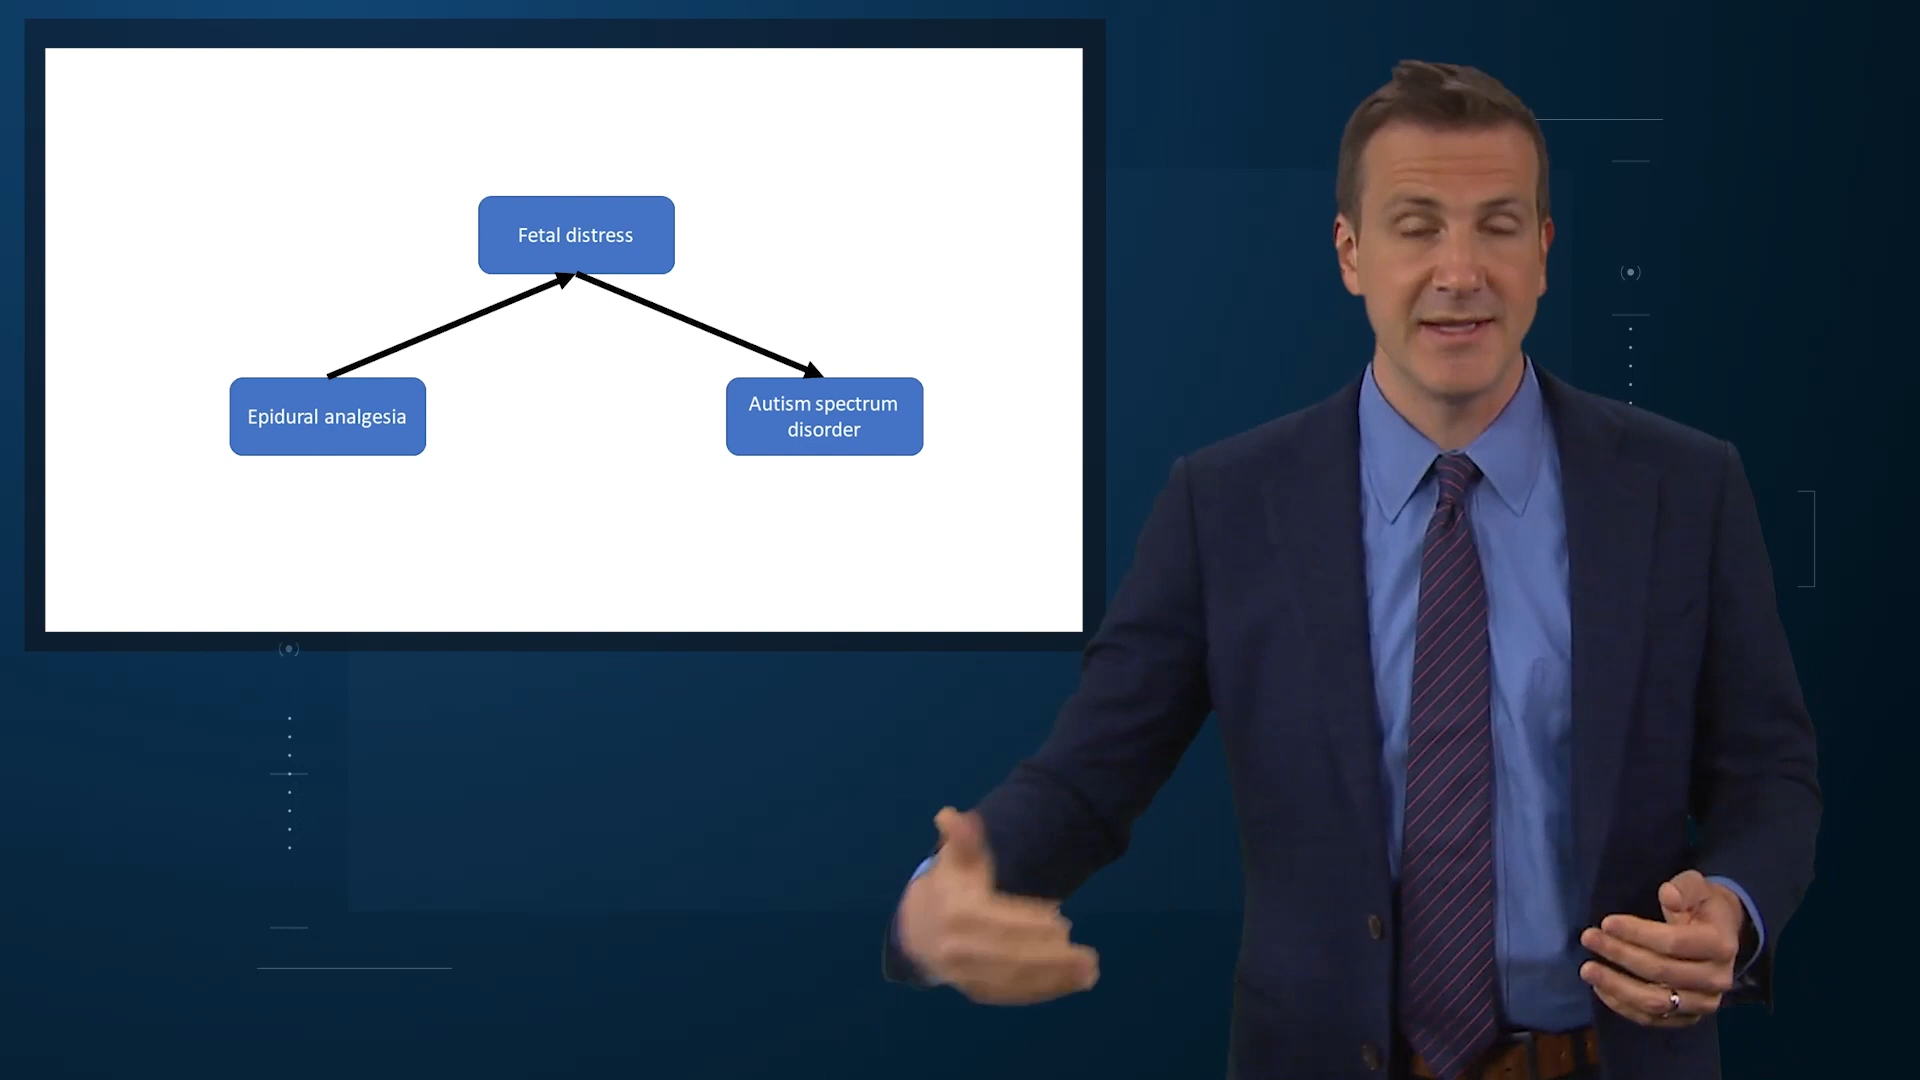 Fetal distress
Epidural analgesia
Autism spectrum
disorder